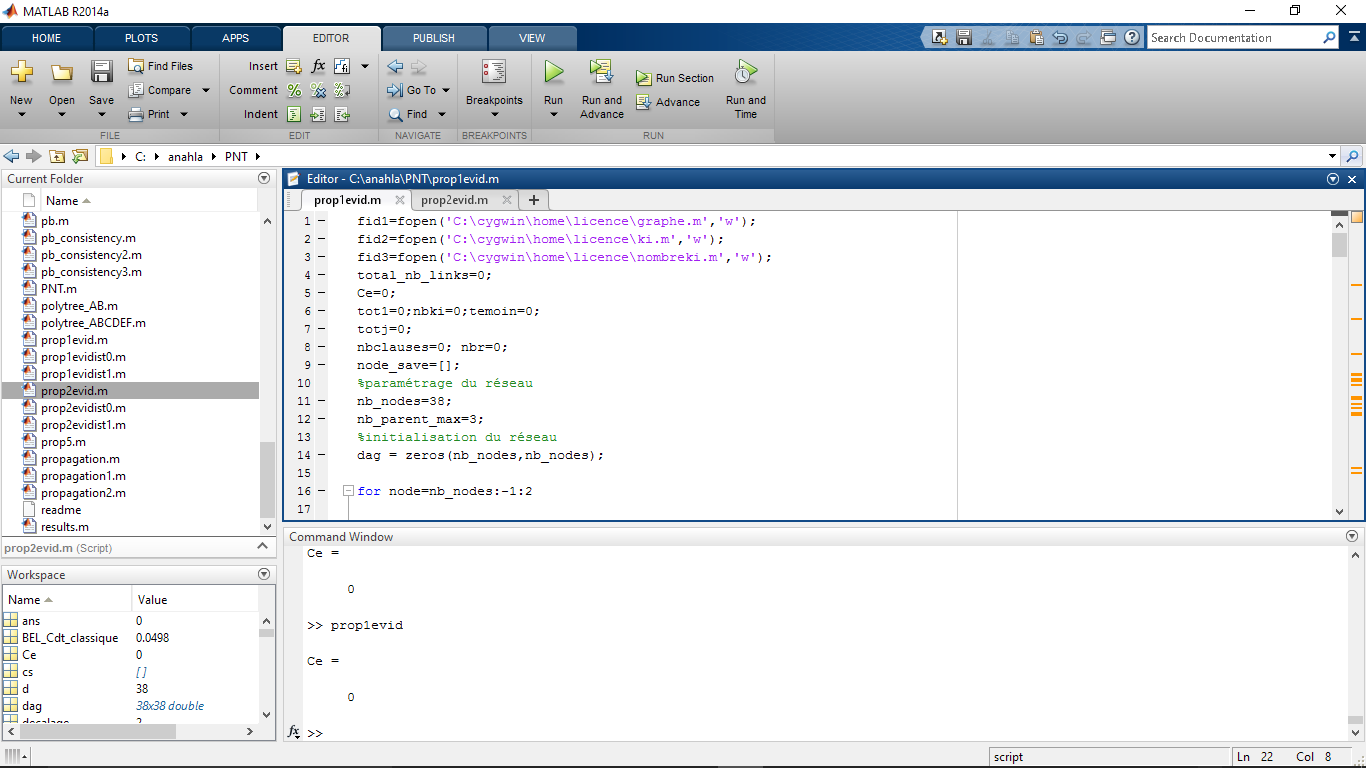 MATLAB R2014a
HOME PLOTS APPS EDITOR PUBLISH VIEW
Search Documentation
New
Open
Save
Find Files
Compare
Print
FILE
Insert
Comment
Indent
EDIT
Go To
Find
NAVIGATE
Breakpoints
BREAKPOINTS
Run
Run and Advance
Run Section
Advance
Run and Time
RUN
C: anahla PNT
Current Folder
Name
pb.m
pb_consistency.m
pb_consistency2.m
pb_consistency3.m
PNT.m
polytree_AB.m
polytree_ABCDEF.m
prop1evid.m
prop1evidist0.m
prop1evidist1.m
prop2evid.m
prop2evidist0.m
prop2evidist1.m
prop5.m
propagation.m
propagation1.m
propagation2.m
readme
results.m
prop2evid.m (Script)
Workspace
Name Value
ans 0
BEL_Cdt_classique 0.0498
Ce 0
cs []
d 38
dag 38x38 double
decalage 2
Editor - C:\anahla\PNT\prop1evid.m
prop1evid.m prop2evid.m
1 fid1=fopen('C:\cygwin\home\licence\graphe.m','w');
2 fid2=fopen('C:\cygwin\home\licence\ki.m','w');
3 fid3=fopen('C:\cygwin\home\licence\nombreki.m','w');
4 total_nb_links=0;
5 Ce=0;
6 tot1=0;nbki=0;temoin=0;
7 totj=0;
8 nbclauses=0; nbr=0;
9 node_save=[];
10 %paramétrage du réseau
11 nb_nodes=38;
12 nb_parent_max=3;
13 %initialisation du réseau
14 dag = zeros(nb_nodes,nb_nodes);
15
16 for node=nb_nodes:-1:2
17
Command Window
Ce =
0
>> prop1evid
Ce =
0
fx >>
script Ln 22 Col 8